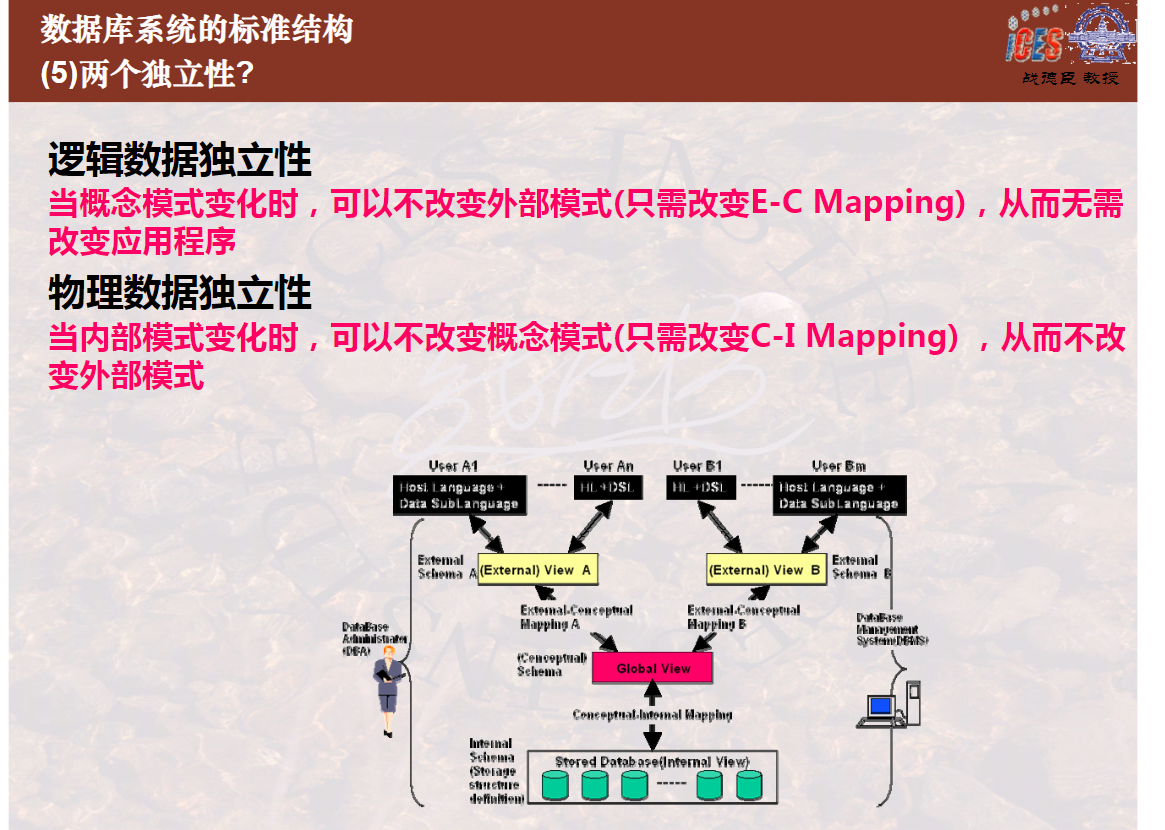 数据库系统的标准结构
(5)两个独立性?
iCES
战德臣 教授
逻辑数据独立性
当概念模式变化时，可以不改变外部模式(只需改变E-C Mapping)，从而无需
改变应用程序
物理数据独立性
当内部模式变化时，可以不改变概念模式(只需改变C-I Mapping) ，从而不改
变外部模式
User A1
User An
User B1
User Bm
Host Language +
Data SubLanguage
HL+DSL
HL+DSL
Host Language +
Data SubLanguage
External
Schema A
(External) View A
(External) View B
External
Schema B
External-Conceptual
Mapping A
External-Conceptual
Mapping B
DataBase
Administrator
(DBA)
DataBase
Management
System(DBMS)
(Conceptual)
Schema
Global View
Conceptual-Internal Mapping
Internal
Schema
(Storage
structure
definition)
Stored Database(Internal View)